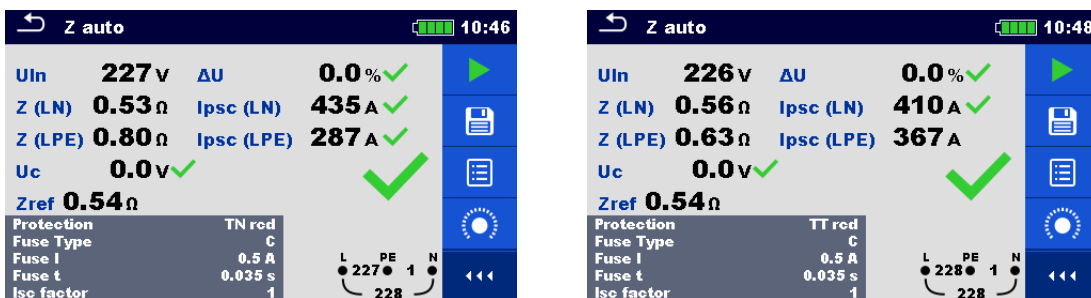 Z auto 10:46
Uln 227 V ΔU 0.0 %
Z (LN) 0.53 Ω Ipsc (LN) 435 A
Z (LPE) 0.80 Ω Ipsc (LPE) 287 A
Uc 0.0 V
Zref 0.54 Ω
Protection TN rcd
Fuse Type C
Fuse I 0.5 A
Fuse t 0.035 s
Isc factor 1
L PE N
227 1
228
Z auto 10:48
Uln 226 V ΔU 0.0 %
Z (LN) 0.56 Ω Ipsc (LN) 410 A
Z (LPE) 0.63 Ω Ipsc (LPE) 367 A
Uc 0.0 V
Zref 0.54 Ω
Protection TT rcd
Fuse Type C
Fuse I 0.5 A
Fuse t 0.035 s
Isc factor 1
L PE N
228 1
228